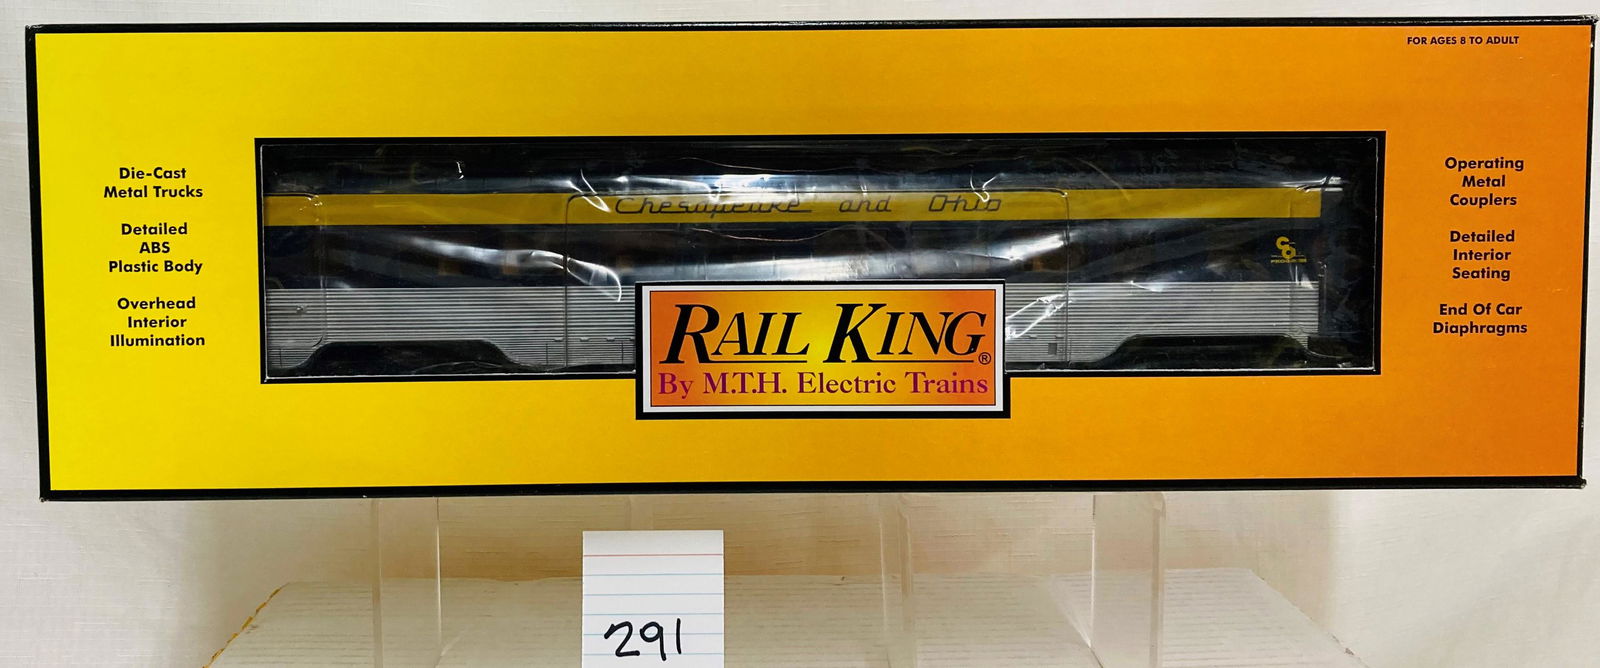 FOR AGES 8 TO ADULT
Die-Cast
Metal Trucks
Detailed
ABS
Plastic Body
Overhead
Interior
Illumination
Chesapeake and Ohio
C&O
Operating
Metal
Couplers
Detailed
Interior
Seating
End Of Car
Diaphragms
RAIL KING®
By M.T.H. Electric Trains
291